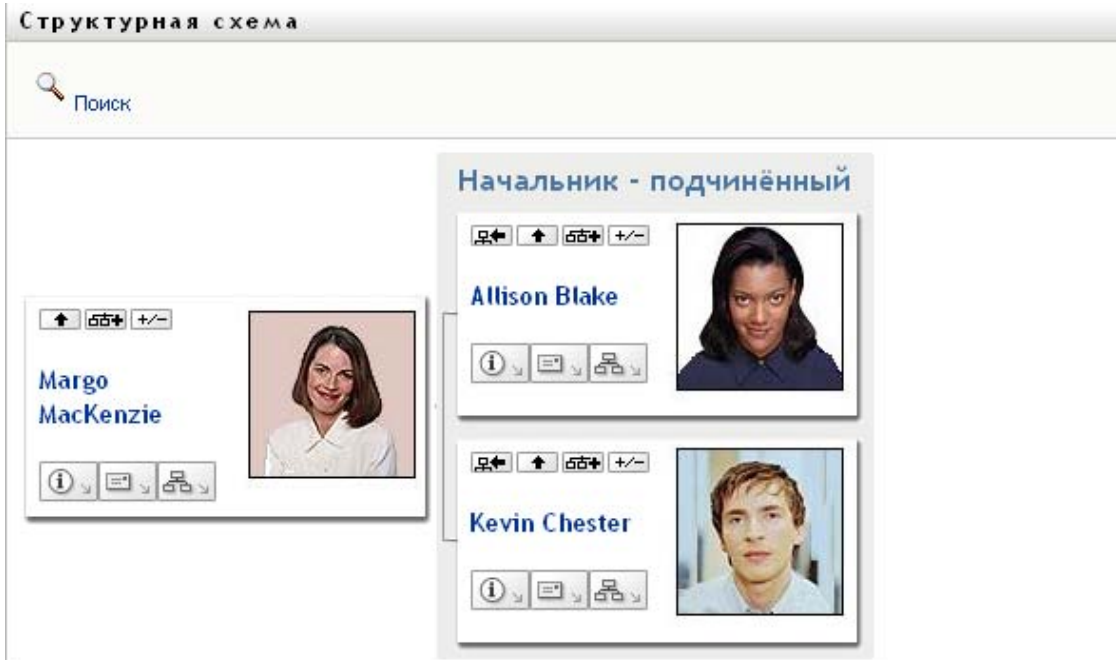 Структурная схема
Поиск
Начальник - подчинённый
+/-
Allison Blake
+/-
Margo
MacKenzie
+/-
Kevin Chester